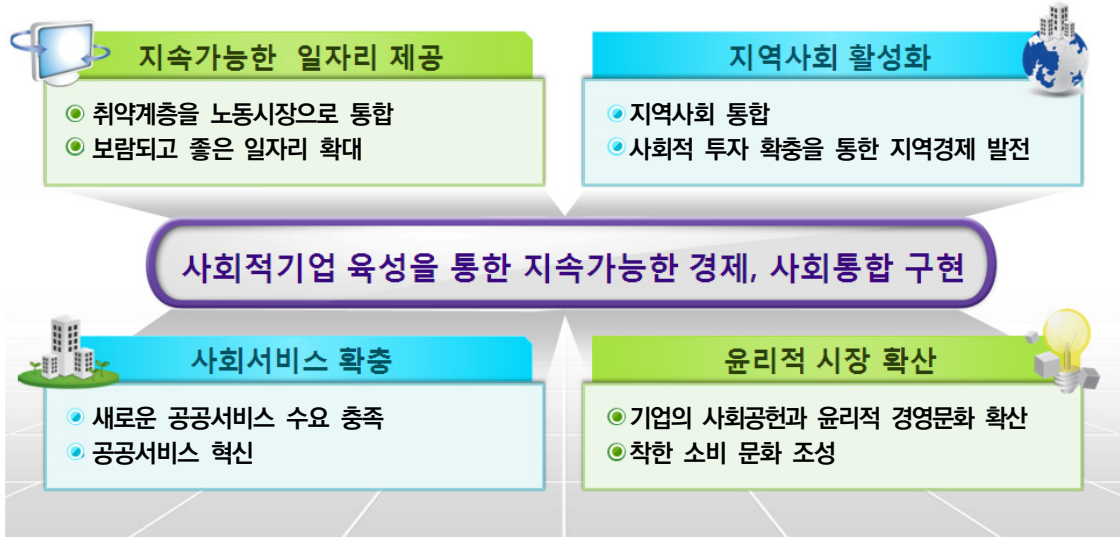 지속가능한 일자리 제공
취약계층을 노동시장으로 통합
보람되고 좋은 일자리 확대
지역사회 활성화
지역사회 통합
사회적 투자 확충을 통한 지역경제 발전
사회적기업 육성을 통한 지속가능한 경제, 사회통합 구현
사회서비스 확충
새로운 공공서비스 수요 충족
공공서비스 혁신
윤리적 시장 확산
기업의 사회공헌과 윤리적 경영문화 확산
착한 소비 문화 조성